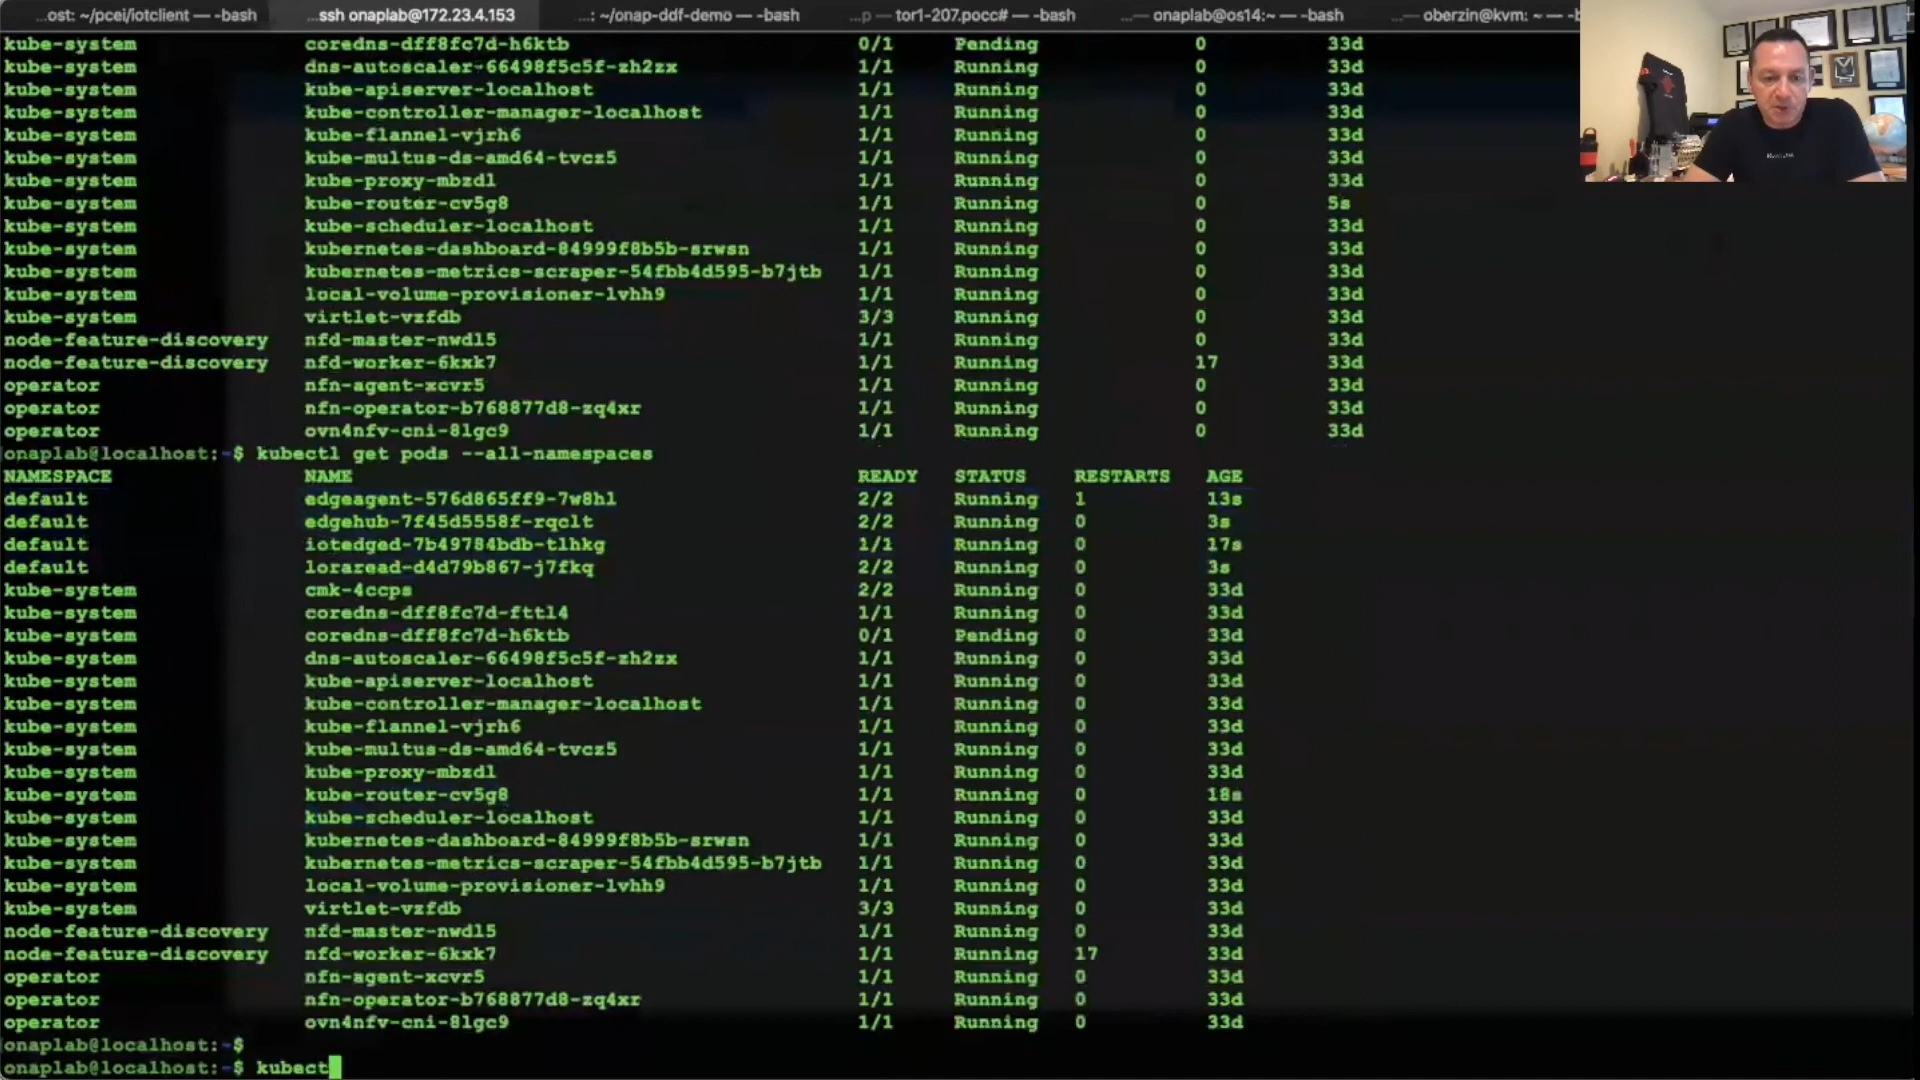 ...ost: ~/pcei/iotclient — -bash ...ssh onaplab@172.23.4.153 ...: ~/onap-ddf-demo — -bash ...p — tor1-207.pocc# — -bash ...— onaplab@os14:~ — -bash ...— oberzin@kvm: ~ — -b
kube-system coredns-dff8fc7d-h6ktb 0/1 Pending 0 33d
kube-system dns-autoscaler-66498f5c5f-zh2zx 1/1 Running 0 33d
kube-system kube-apiserver-localhost 1/1 Running 0 33d
kube-system kube-controller-manager-localhost 1/1 Running 0 33d
kube-system kube-flannel-vjrh6 1/1 Running 0 33d
kube-system kube-multus-ds-amd64-tvcz5 1/1 Running 0 33d
kube-system kube-proxy-mbzdl 1/1 Running 0 33d
kube-system kube-router-cv5g8 1/1 Running 0 5s
kube-system kube-scheduler-localhost 1/1 Running 0 33d
kube-system kubernetes-dashboard-84999f8b5b-srwsn 1/1 Running 0 33d
kube-system kubernetes-metrics-scraper-54fbb4d595-b7jtb 1/1 Running 0 33d
kube-system local-volume-provisioner-lvhh9 1/1 Running 0 33d
kube-system virtlet-vzfdb 3/3 Running 0 33d
node-feature-discovery nfd-master-nwdl5 1/1 Running 0 33d
node-feature-discovery nfd-worker-6kxk7 1/1 Running 17 33d
operator nfn-agent-xcvr5 1/1 Running 0 33d
operator nfn-operator-b768877d8-zq4xr 1/1 Running 0 33d
operator ovn4nfv-cni-8lgc9 1/1 Running 0 33d
onaplab@localhost:~$ kubectl get pods --all-namespaces
NAMESPACE NAME READY STATUS RESTARTS AGE
default edgeagent-576d865ff9-7w8hl 2/2 Running 1 13s
default edgehub-7f45d5558f-rqclt 2/2 Running 0 3s
default iotedged-7b49784bdb-tlhkg 1/1 Running 0 17s
default loraread-d4d79b867-j7fkq 2/2 Running 0 3s
kube-system cmk-4ccps 2/2 Running 0 33d
kube-system coredns-dff8fc7d-fttl4 1/1 Running 0 33d
kube-system coredns-dff8fc7d-h6ktb 0/1 Pending 0 33d
kube-system dns-autoscaler-66498f5c5f-zh2zx 1/1 Running 0 33d
kube-system kube-apiserver-localhost 1/1 Running 0 33d
kube-system kube-controller-manager-localhost 1/1 Running 0 33d
kube-system kube-flannel-vjrh6 1/1 Running 0 33d
kube-system kube-multus-ds-amd64-tvcz5 1/1 Running 0 33d
kube-system kube-proxy-mbzdl 1/1 Running 0 33d
kube-system kube-router-cv5g8 1/1 Running 0 18s
kube-system kube-scheduler-localhost 1/1 Running 0 33d
kube-system kubernetes-dashboard-84999f8b5b-srwsn 1/1 Running 0 33d
kube-system kubernetes-metrics-scraper-54fbb4d595-b7jtb 1/1 Running 0 33d
kube-system local-volume-provisioner-lvhh9 1/1 Running 0 33d
kube-system virtlet-vzfdb 3/3 Running 0 33d
node-feature-discovery nfd-master-nwdl5 1/1 Running 0 33d
node-feature-discovery nfd-worker-6kxk7 1/1 Running 17 33d
operator nfn-agent-xcvr5 1/1 Running 0 33d
operator nfn-operator-b768877d8-zq4xr 1/1 Running 0 33d
operator ovn4nfv-cni-8lgc9 1/1 Running 0 33d
onaplab@localhost:~$
onaplab@localhost:~$ kubect